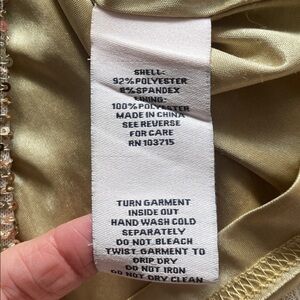 SHELL:
92% POLYESTER
8% SPANDEX
LINING:
100% POLYESTER
MADE IN CHINA
SEE REVERSE
FOR CARE
RN 103715
TURN GARMENT
INSIDE OUT
HAND WASH COLD
SEPARATELY
DO NOT BLEACH
TWIST GARMENT TO
DRIP DRY
DO NOT IRON
DO NOT DRY CLEAN